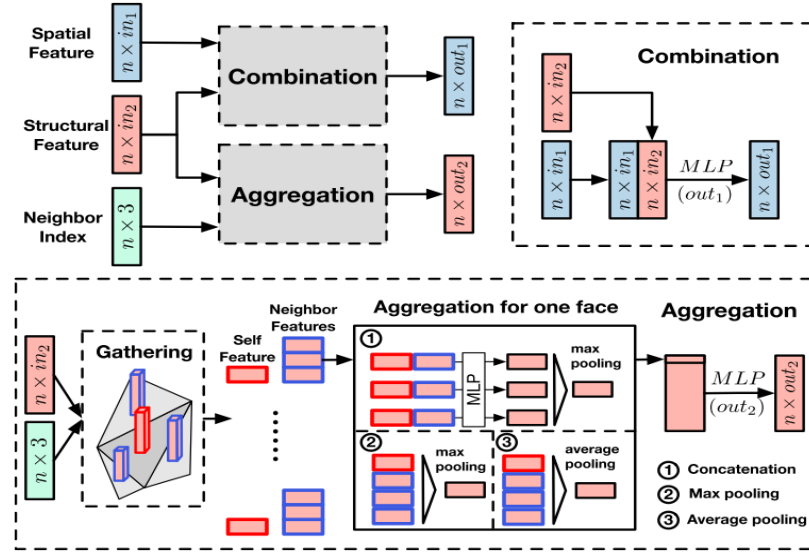 Spatial
Feature
n × in₁
Combination
n × out₁
Structural
Feature
n × in₂
Aggregation
n × out₂
Neighbor
Index
n × 3
Combination
n × in₂
n × in₁
n × in₁
n × in₂
MLP
(out₁)
n × out₁
Aggregation for one face
Aggregation
Neighbor
Features
Self
Feature
Gathering
n × in₂
n × 3
①
MLP
max
pooling
②
max
pooling
③
average
pooling
MLP
(out₂)
n × out₂
① Concatenation
② Max pooling
③ Average pooling